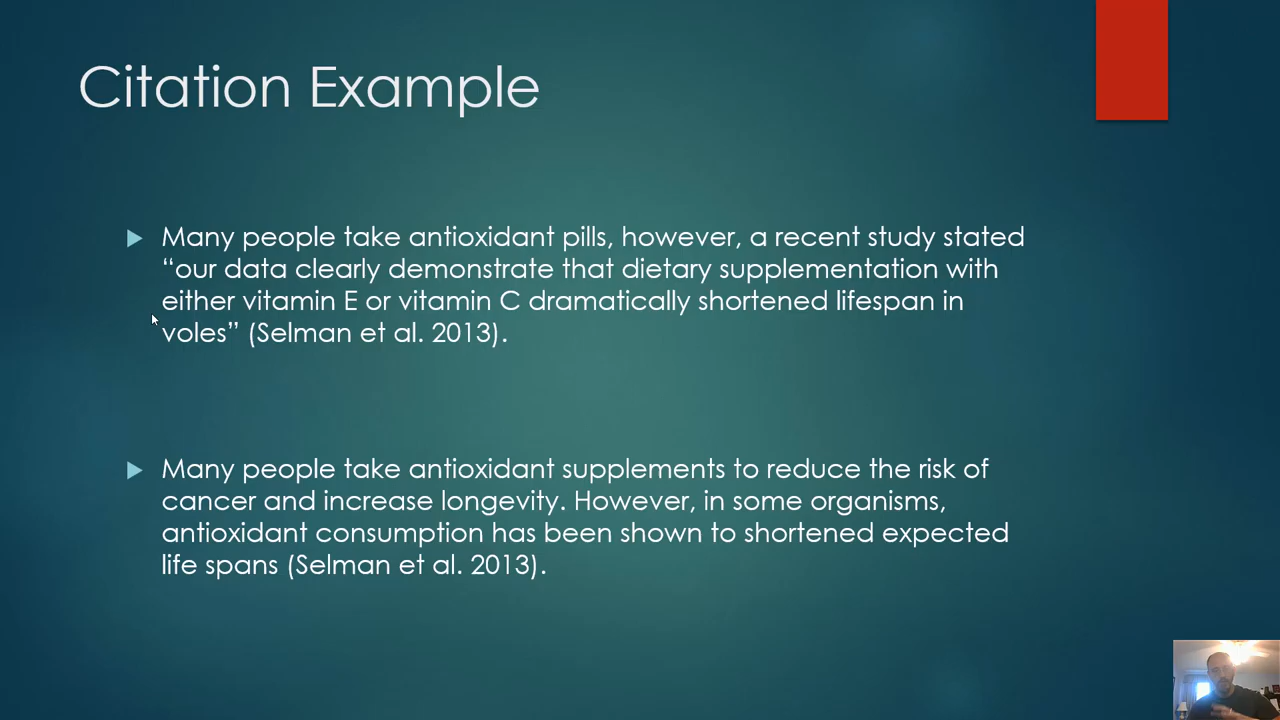 Citation Example
Many people take antioxidant pills, however, a recent study stated
“our data clearly demonstrate that dietary supplementation with
either vitamin E or vitamin C dramatically shortened lifespan in
voles” (Selman et al. 2013).
Many people take antioxidant supplements to reduce the risk of
cancer and increase longevity. However, in some organisms,
antioxidant consumption has been shown to shortened expected
life spans (Selman et al. 2013).